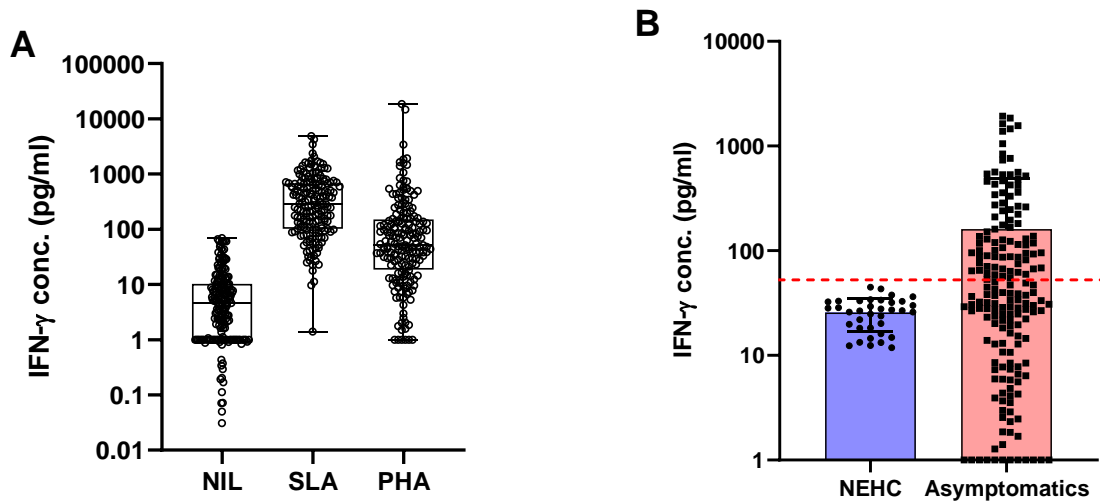 A
IFN-γ conc. (pg/ml)
100000
10000
1000
100
10
1
0.1
0.01
NIL SLA PHA
B
IFN-γ conc. (pg/ml)
10000
1000
100
10
1
NEHC Asymptomatics